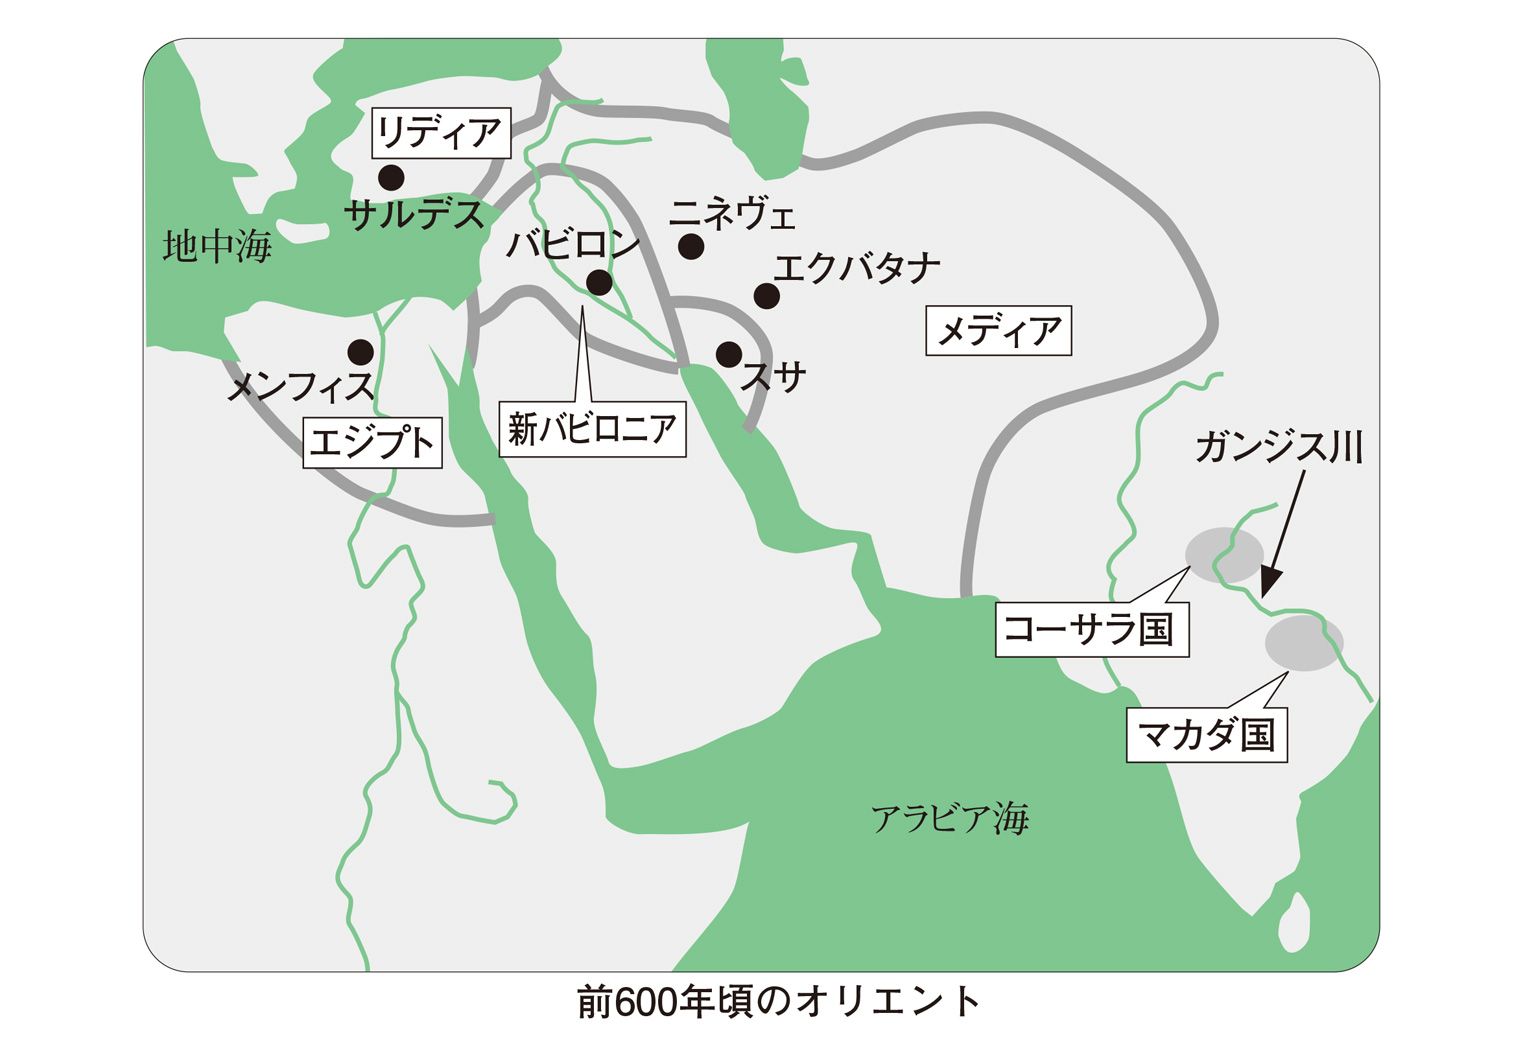 リディア
サルデス
地中海
ニネヴェ
バビロン
エクバタナ
メディア
メンフィス
スサ
エジプト
新バビロニア
ガンジス川
コーサラ国
マカダ国
アラビア海
前600年頃のオリエント